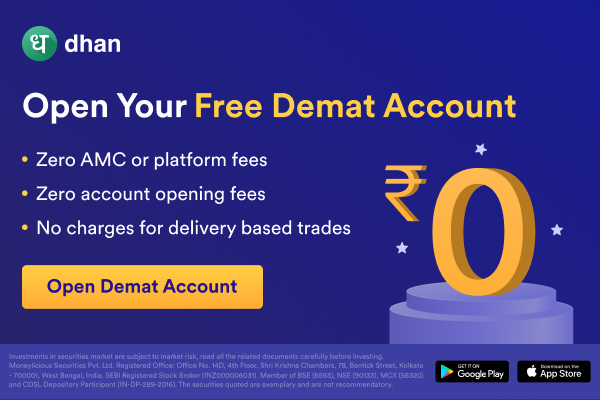 ध dhan
Open Your Free Demat Account
• Zero AMC or platform fees
• Zero account opening fees
• No charges for delivery based trades
₹0
Open Demat Account
Investments in securities market are subject to market risk, read all the related documents carefully before investing.
Moneylicious Securities Pvt. Ltd. Registered Office: Office No. 14D, 4th Floor, Shri Krishna Chambers, 78, Bentick Street, Kolkata
- 700001, West Bengal, India. SEBI Registered Stock Broker (INZ000006031). Member of BSE (6593), NSE (90133), MCX (56320)
and CDSL Depository Participant (IN-DP-289-2016). The securities quoted are exemplary and are not recommendatory.
GET IT ON
Google Play
Download on the
App Store